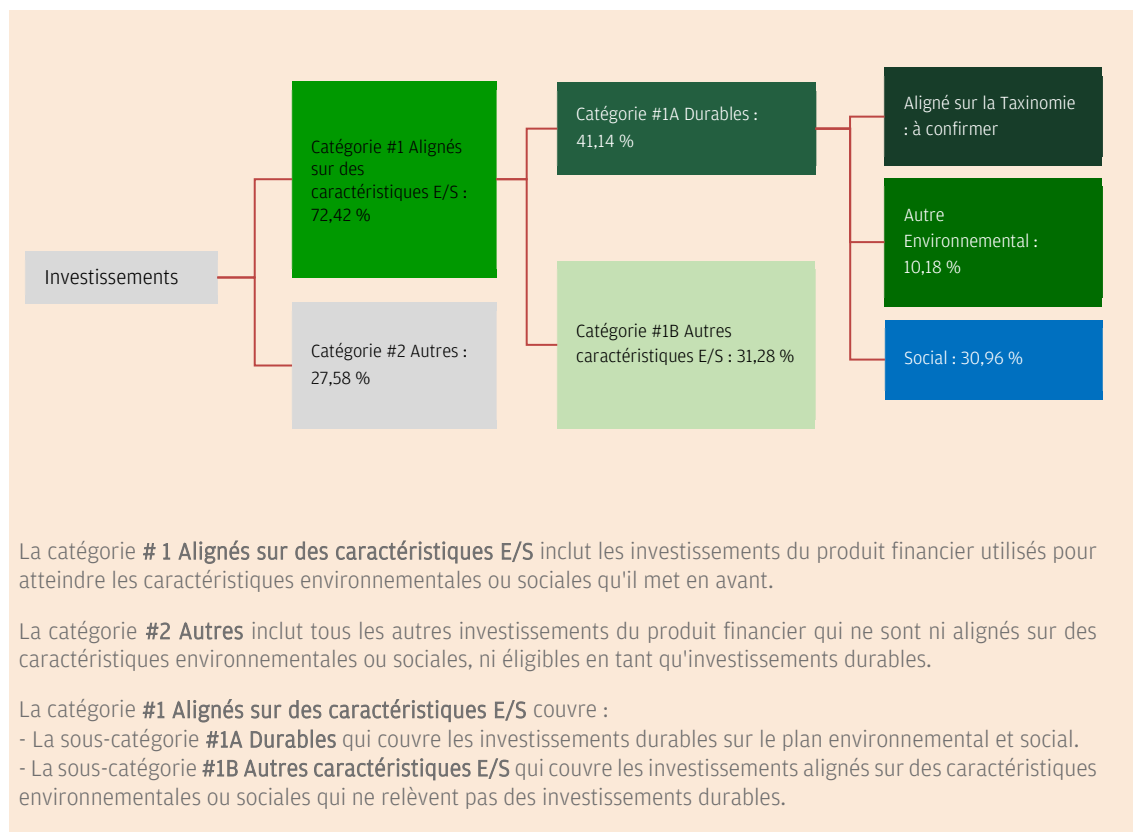 Investissements
Catégorie #1 Alignés
sur des
caractéristiques E/S :
72,42 %
Catégorie #2 Autres :
27,58 %
Catégorie #1A Durables :
41,14 %
Catégorie #1B Autres
caractéristiques E/S : 31,28 %
Aligné sur la Taxinomie
: à confirmer
Autre
Environnemental :
10,18 %
Social : 30,96 %
La catégorie # 1 Alignés sur des caractéristiques E/S inclut les investissements du produit financier utilisés pour
atteindre les caractéristiques environnementales ou sociales qu'il met en avant.
La catégorie #2 Autres inclut tous les autres investissements du produit financier qui ne sont ni alignés sur des
caractéristiques environnementales ou sociales, ni éligibles en tant qu'investissements durables.
La catégorie #1 Alignés sur des caractéristiques E/S couvre :
- La sous-catégorie #1A Durables qui couvre les investissements durables sur le plan environnemental et social.
- La sous-catégorie #1B Autres caractéristiques E/S qui couvre les investissements alignés sur des caractéristiques
environnementales ou sociales qui ne relèvent pas des investissements durables.